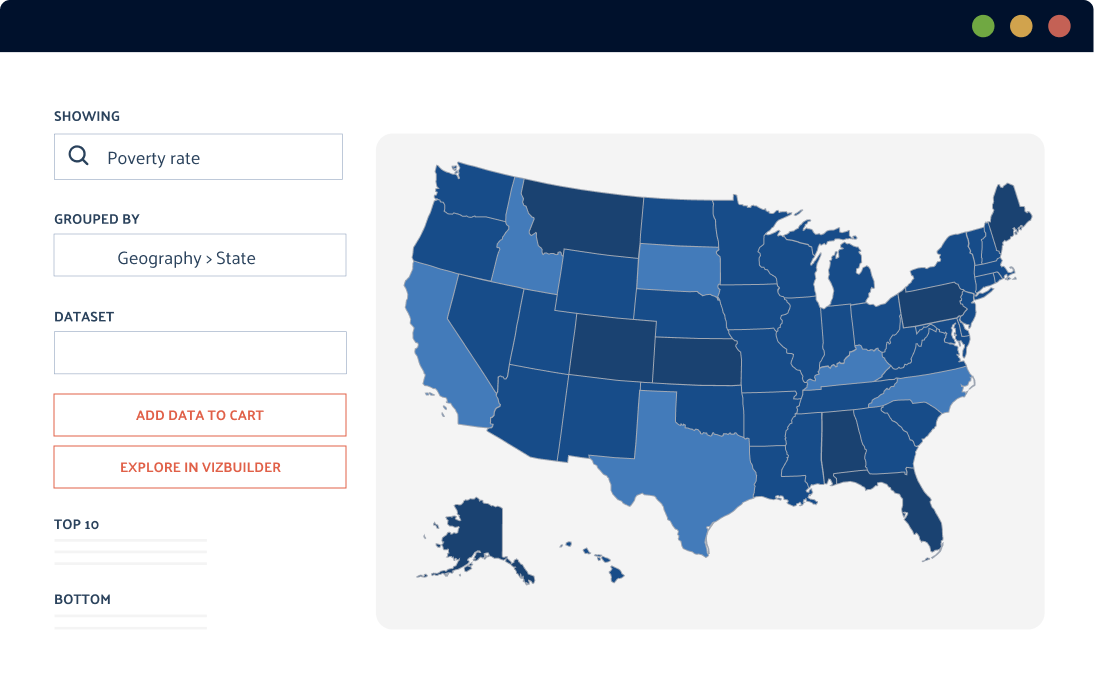 SHOWING
Poverty rate
GROUPED BY
Geography > State
DATASET
ADD DATA TO CART
EXPLORE IN VIZBUILDER
TOP 10
BOTTOM